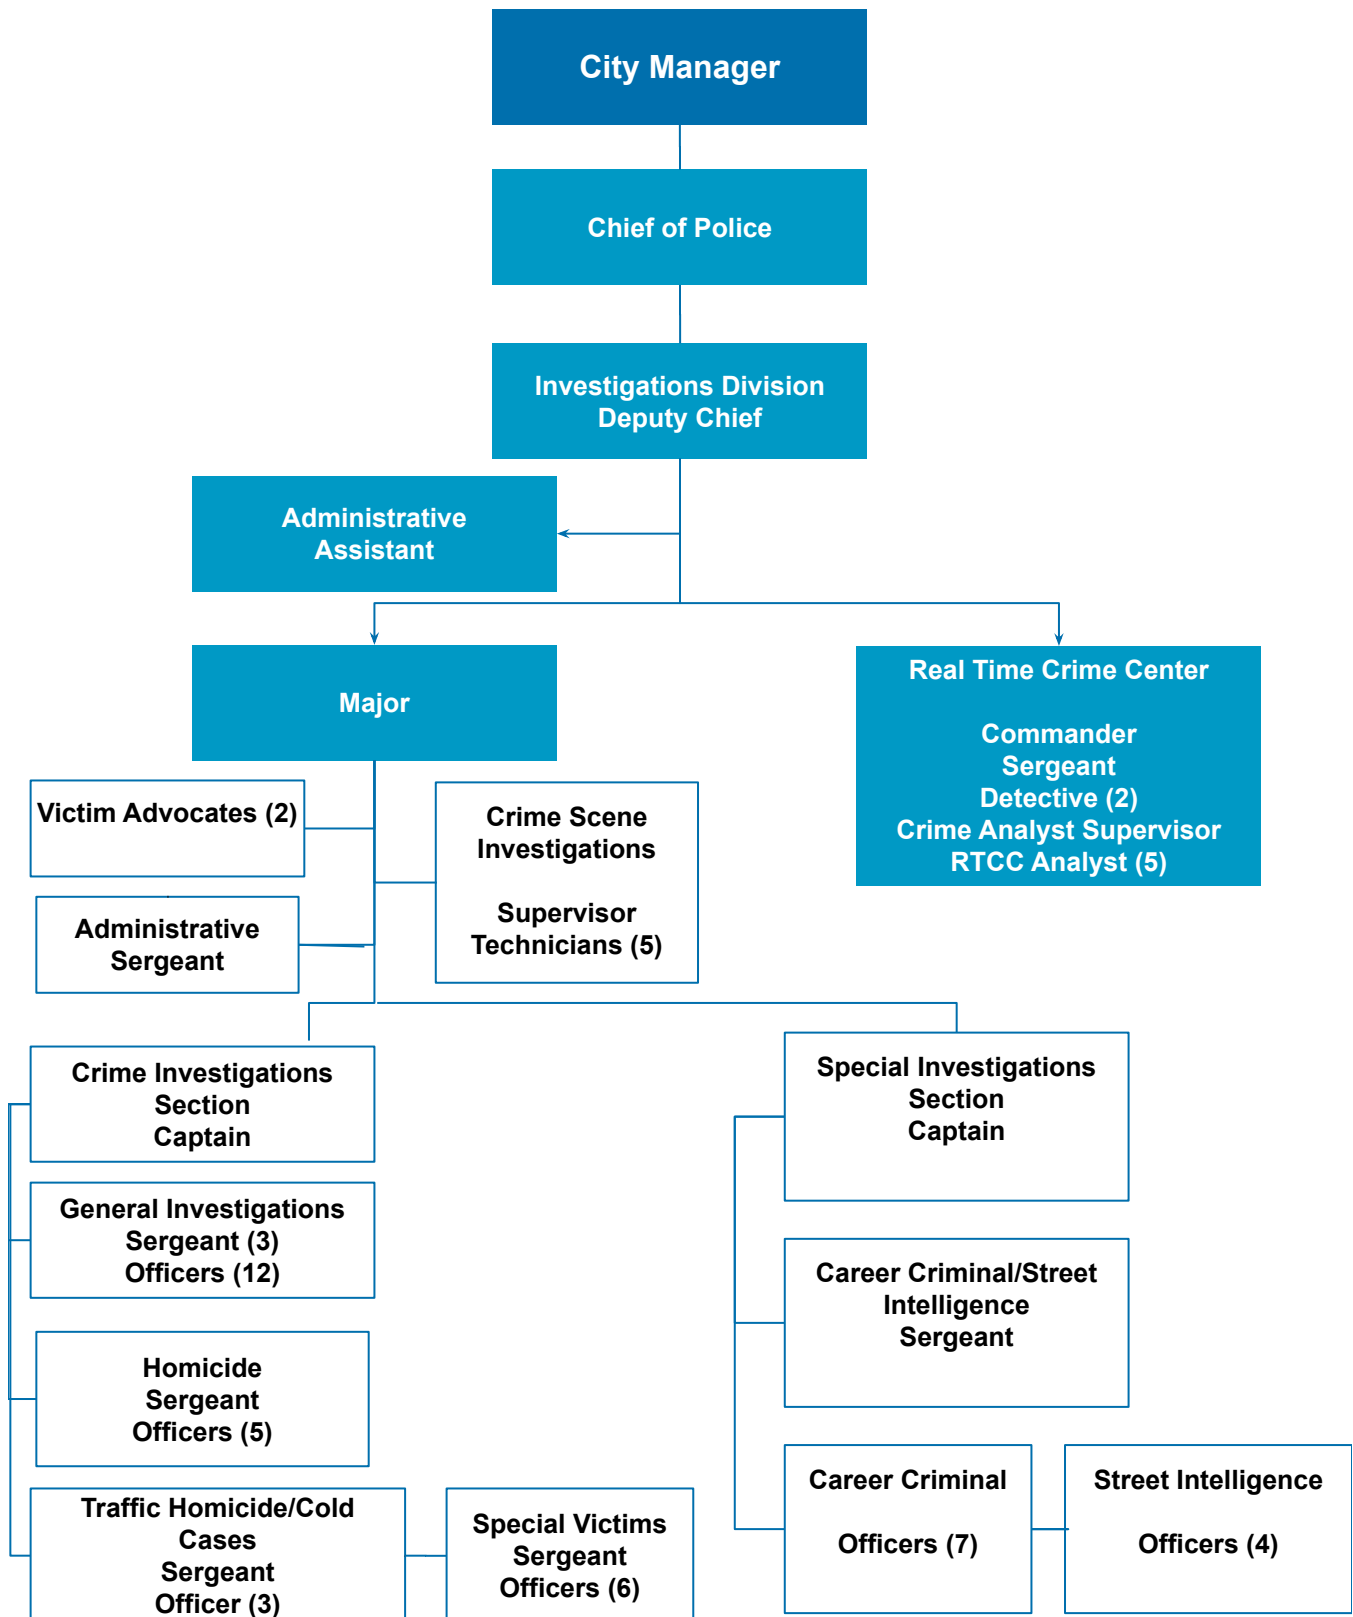 City Manager
Chief of Police
Investigations Division
Deputy Chief
Administrative
Assistant
Major
Real Time Crime Center
Commander
Sergeant
Detective (2)
Crime Analyst Supervisor
RTCC Analyst (5)
Victim Advocates (2)
Crime Scene
Investigations
Supervisor
Technicians (5)
Administrative
Sergeant
Crime Investigations
Section
Captain
Special Investigations
Section
Captain
General Investigations
Sergeant (3)
Officers (12)
Career Criminal/Street
Intelligence
Sergeant
Homicide
Sergeant
Officers (5)
Traffic Homicide/Cold
Cases
Sergeant
Officer (3)
Special Victims
Sergeant
Officers (6)
Career Criminal
Officers (7)
Street Intelligence
Officers (4)